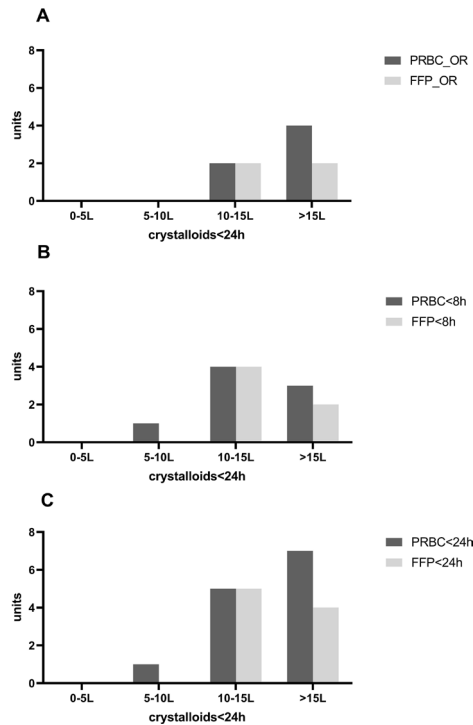 A
8
6
4
2
0
units
0-5L 5-10L 10-15L >15L
crystalloids<24h
PRBC_OR
FFP_OR
B
8
6
4
2
0
units
0-5L 5-10L 10-15L >15L
crystalloids<24h
PRBC<8h
FFP<8h
C
8
6
4
2
0
units
0-5L 5-10L 10-15L >15L
crystalloids<24h
PRBC<24h
FFP<24h